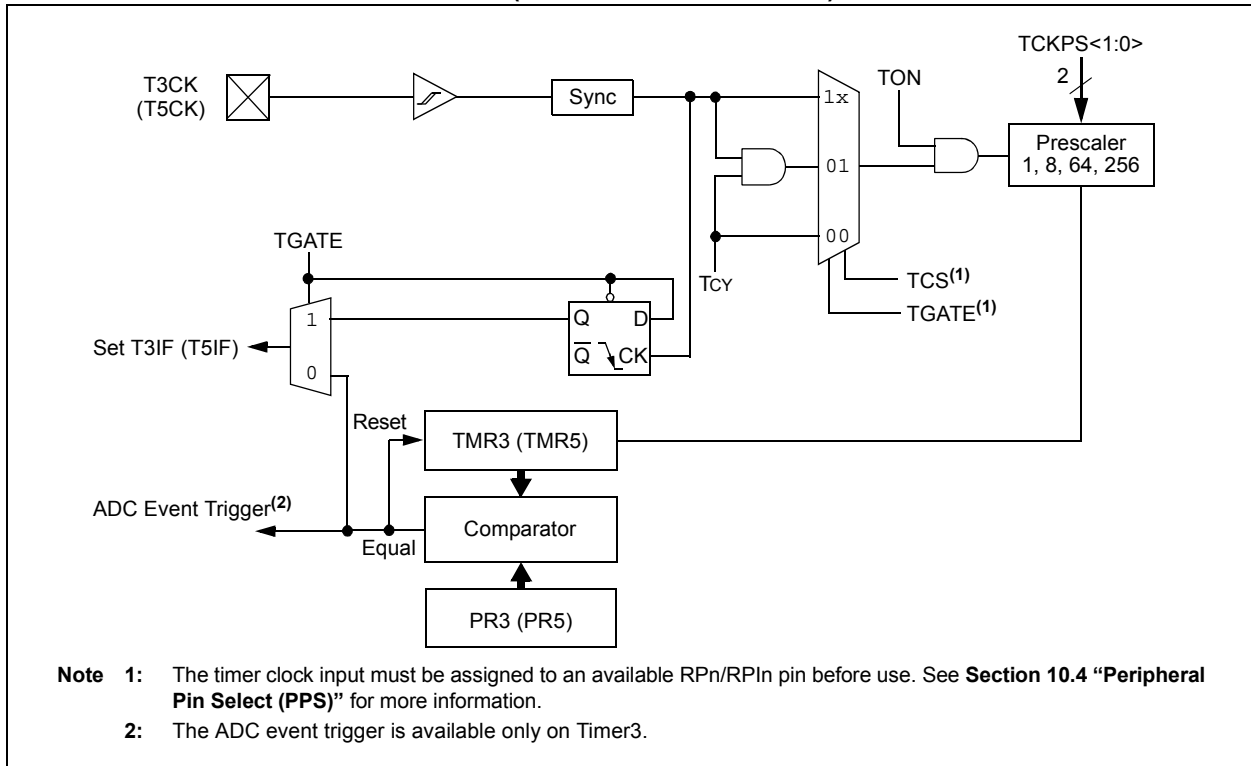 TCKPS<1:0>
2
T3CK
(T5CK)
Sync
1x
TON
Prescaler
1, 8, 64, 256
01
00
TGATE
TCY
TCS(1)
TGATE(1)
1
Q
D
Set T3IF (T5IF)
Q̅
CK
0
Reset
TMR3 (TMR5)
ADC Event Trigger(2)
Equal
Comparator
PR3 (PR5)
Note 1: The timer clock input must be assigned to an available RPn/RPIn pin before use. See Section 10.4 “Peripheral
Pin Select (PPS)” for more information.
2: The ADC event trigger is available only on Timer3.